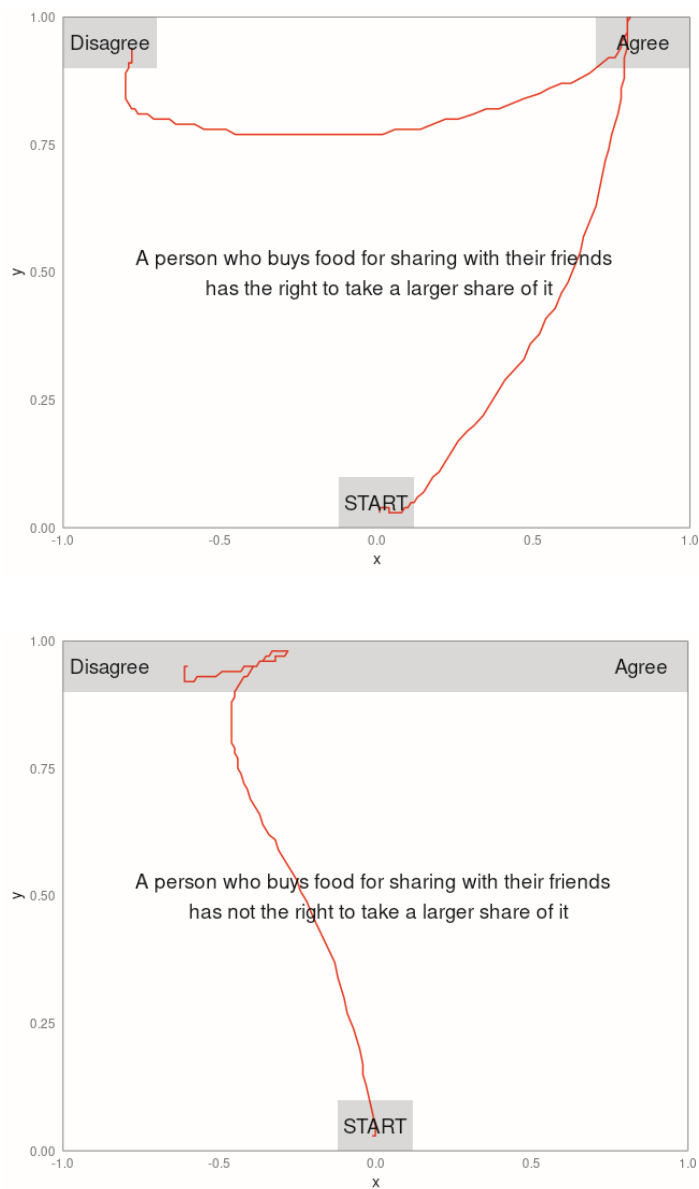 1.00
Disagree
Agree
0.75
A person who buys food for sharing with their friends
y
0.50
has the right to take a larger share of it
0.25
START
0.00
-1.0
-0.5
0.0
0.5
1.0
x
1.00
Disagree
Agree
0.75
A person who buys food for sharing with their friends
y
0.50
has not the right to take a larger share of it
0.25
START
0.00
-1.0
-0.5
0.0
0.5
1.0
x